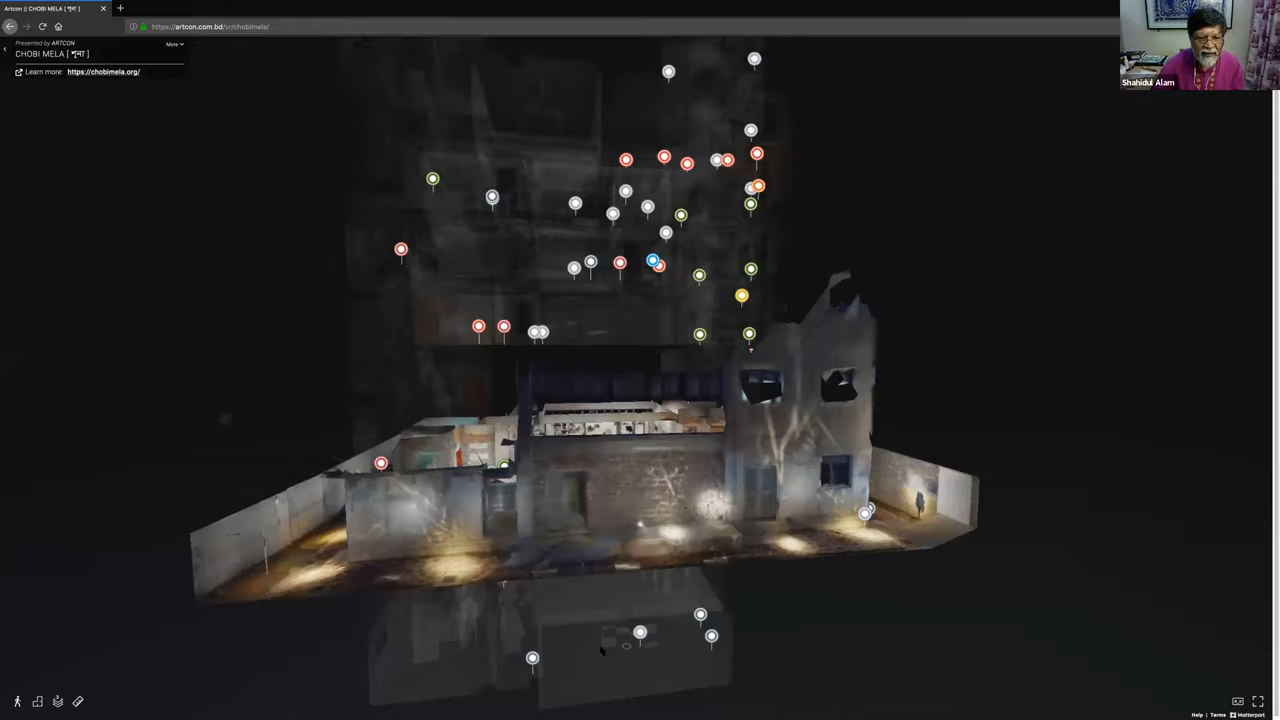 Artcon || CHOBI MELA [ শূন্য ]
https://artcon.com.bd/vr/chobimela/
Presented by ARTCON
More
CHOBI MELA [ শূন্য ]
Learn more: https://chobimela.org/
Shahidul Alam
3
Help | Terms Matterport